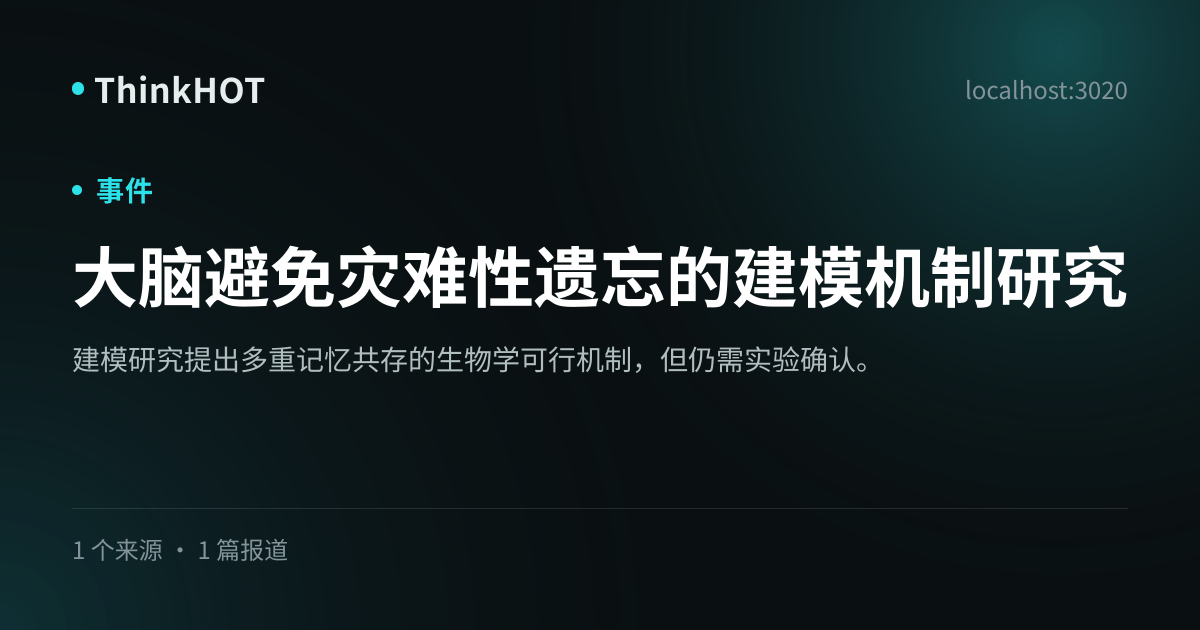 ThinkHOT
localhost:3020
事件
大脑避免灾难性遗忘的建模机制研究
建模研究提出多重记忆共存的生物学可行机制，但仍需实验确认。
1 个来源 · 1 篇报道